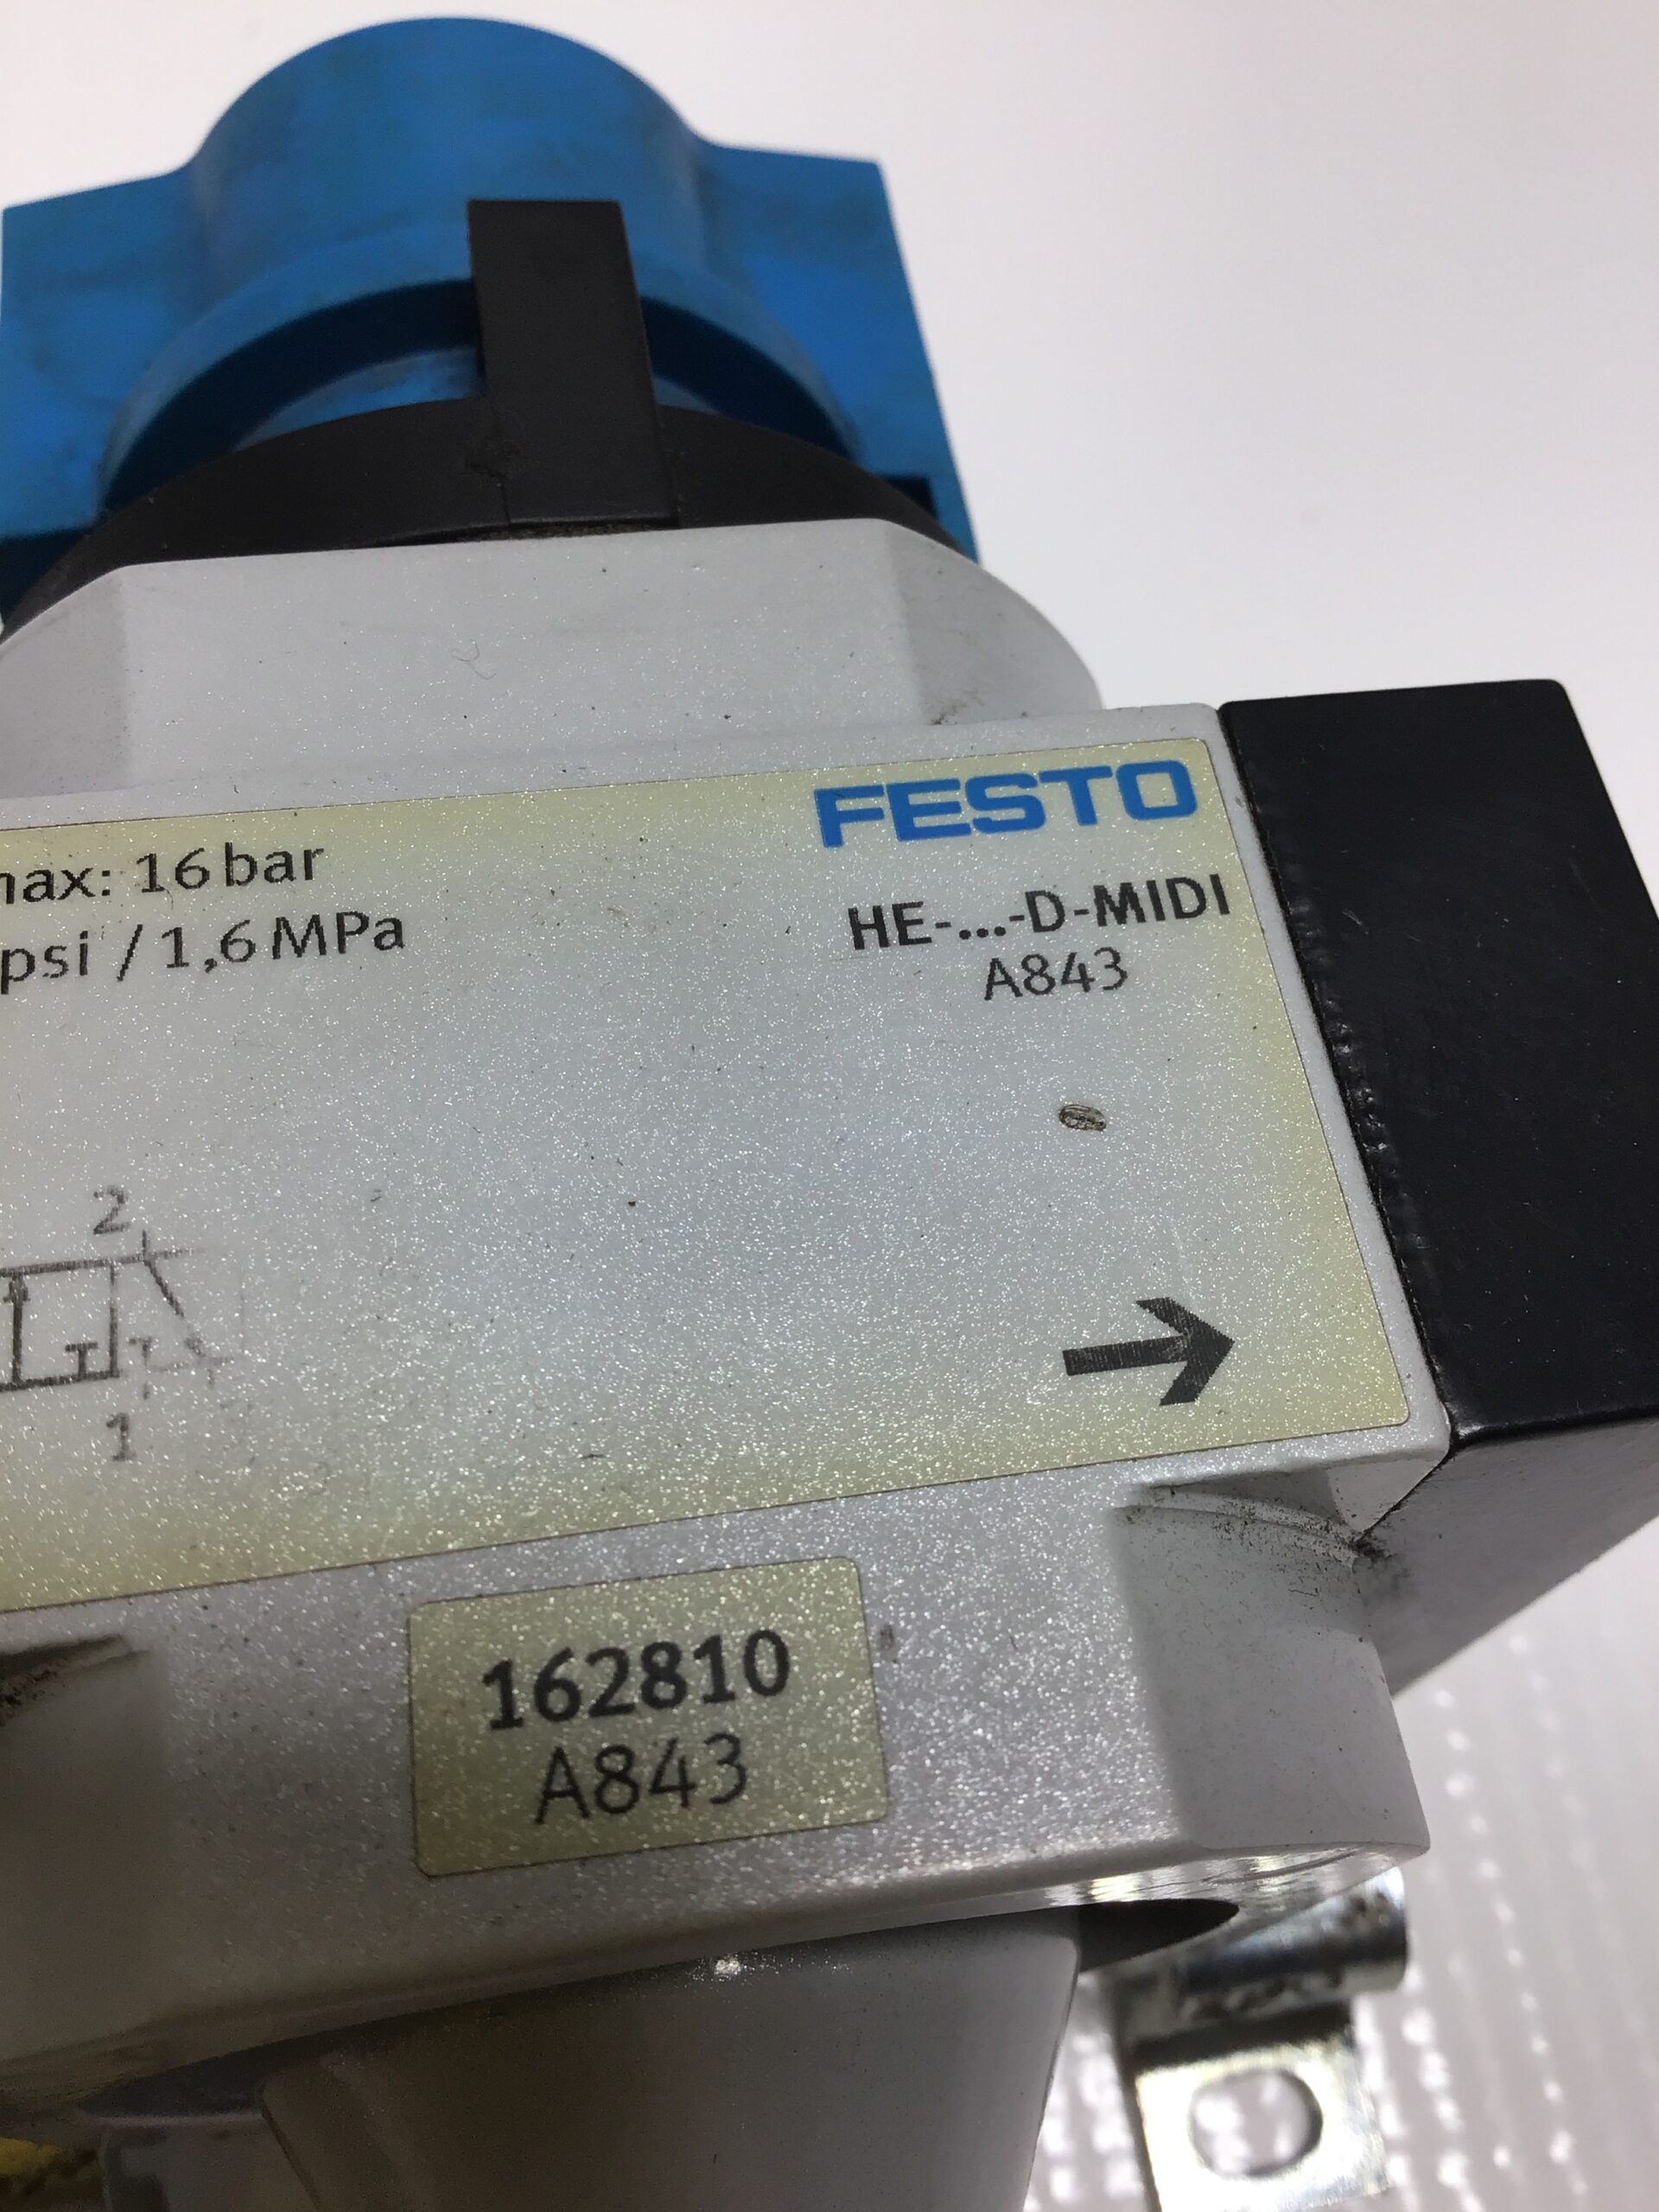 FESTO
max: 16 bar
psi / 1,6 MPa
HE-...-D-MIDI
A843
2
1
162810
A843